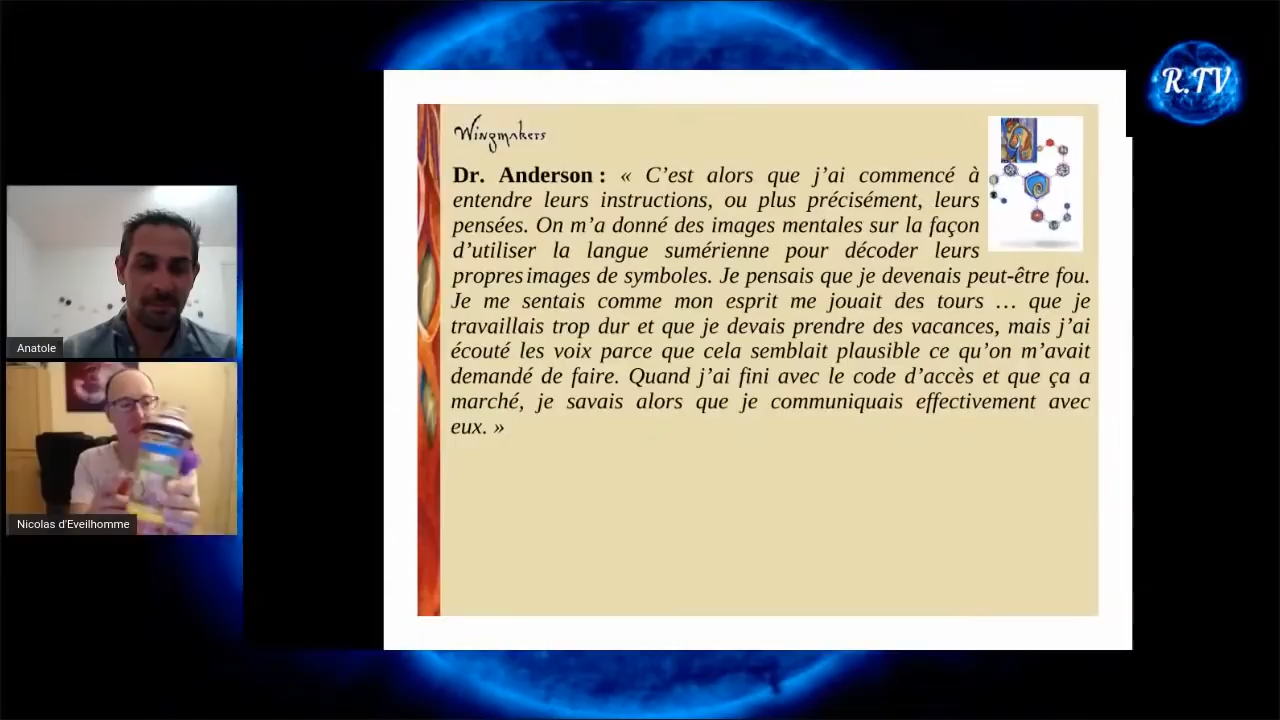 R.TV
Wingmakers
Dr. Anderson : « C’est alors que j’ai commencé à
entendre leurs instructions, ou plus précisément, leurs
pensées. On m’a donné des images mentales sur la façon
d’utiliser la langue sumérienne pour décoder leurs
propres images de symboles. Je pensais que je devenais peut-être fou.
Je me sentais comme mon esprit me jouait des tours … que je
travaillais trop dur et que je devais prendre des vacances, mais j’ai
écouté les voix parce que cela semblait plausible ce qu’on m’avait
demandé de faire. Quand j’ai fini avec le code d’accès et que ça a
marché, je savais alors que je communiquais effectivement avec
eux. »
Anatole
Nicolas d'Eveilhomme